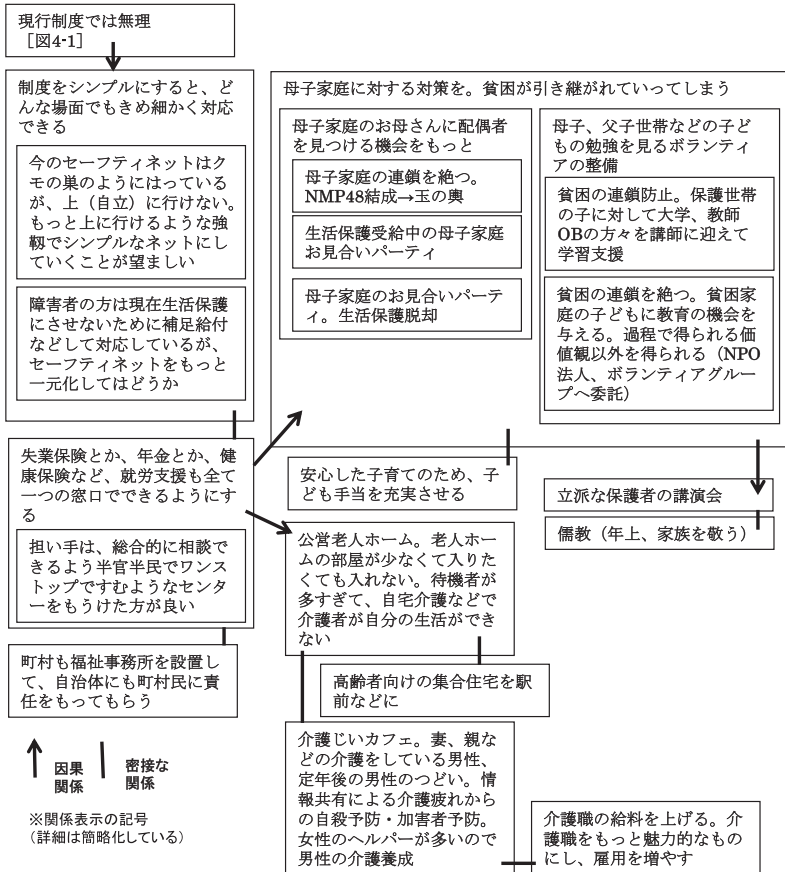 現行制度では無理
［図4-1］
制度をシンプルにすると、ど
んな場面でもきめ細かく対応
できる
今のセーフティネットはク
モの巣のようにはっている
が、上（自立）に行けない。
もっと上に行けるような強
靭でシンプルなネットにし
ていくことが望ましい
障害者の方は現在生活保護
にさせないために補足給付
などして対応しているが、
セーフティネットをもっと
一元化してはどうか
失業保険とか、年金とか、健
康保険など、就労支援も全て
一つの窓口でできるようにす
る
担い手は、総合的に相談で
きるよう半官半民でワンス
トップですむようなセンタ
ーをもうけた方が良い
町村も福祉事務所を設置し
て、自治体にも町村民に責
任をもってもらう
母子家庭に対する対策を。貧困が引き継がれていってしまう
母子家庭のお母さんに配偶者
を見つける機会をもっと
母子家庭の連鎖を絶つ。
NMP48結成→玉の輿
生活保護受給中の母子家庭
お見合いパーティ
母子家庭のお見合いパーテ
ィ。生活保護脱却
母子、父子世帯などの子ど
もの勉強を見るボランティ
アの整備
貧困の連鎖防止。保護世帯
の子に対して大学、教師
OBの方々を講師に迎えて
学習支援
貧困の連鎖を絶つ。貧困家
庭の子どもに教育の機会を
与える。過程で得られる価
値観以外を得られる（NPO
法人、ボランティアグルー
プへ委託）
安心した子育てのため、子
ども手当を充実させる
立派な保護者の講演会
儒教（年上、家族を敬う）
公営老人ホーム。老人ホー
ムの部屋が少なくて入りた
くても入れない。待機者が
多すぎて、自宅介護などで
介護者が自分の生活ができ
ない
高齢者向けの集合住宅を駅
前などに
介護じいカフェ。妻、親な
どの介護をしている男性、
定年後の男性のつどい。情
報共有による介護疲れから
の自殺予防・加害者予防。
女性のヘルパーが多いので
男性の介護養成
介護職の給料を上げる。介
護職をもっと魅力的なもの
にし、雇用を増やす
因果
関係
密接な
関係
※関係表示の記号
（詳細は簡略化している）